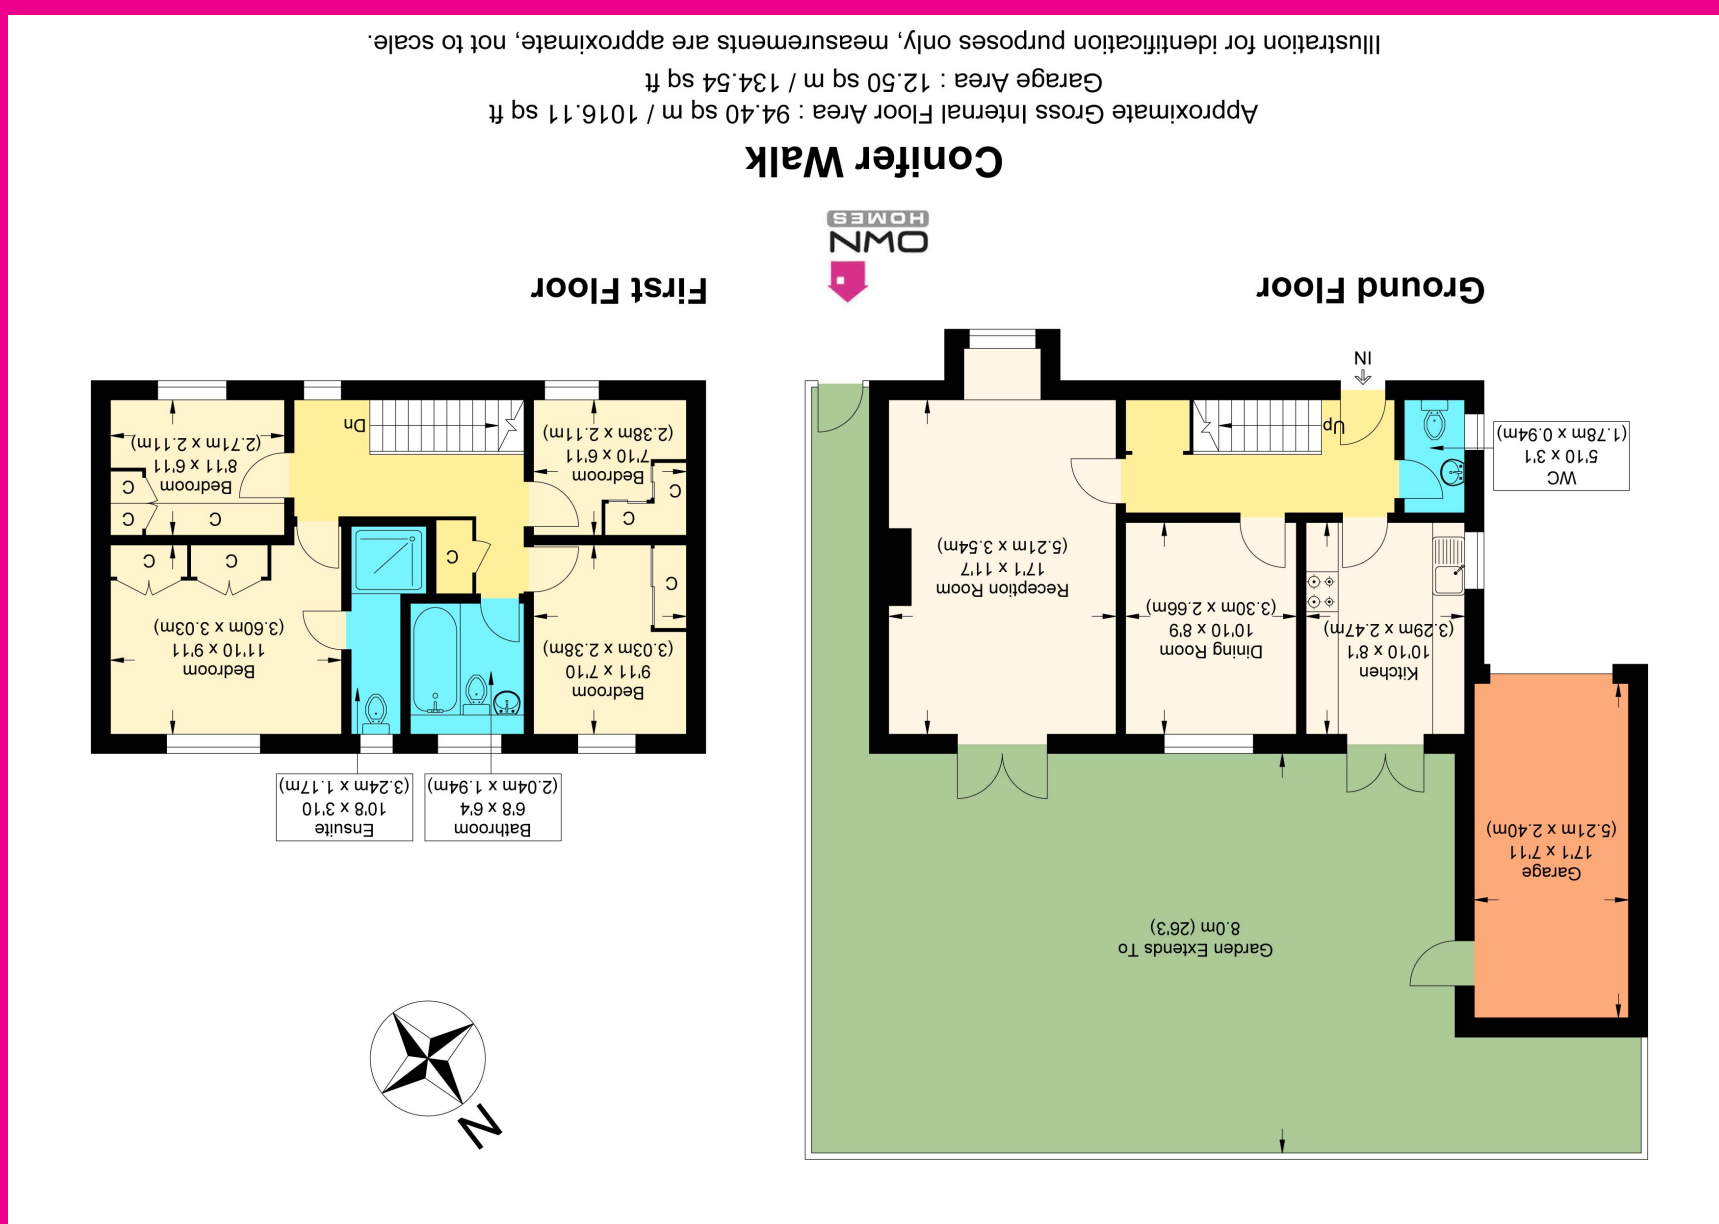 N
Garden Extends To
8.0m (26'3)
Garage
17'1 x 7'11
(5.21m x 2.40m)
Kitchen
10'10 x 8'1
(3.29m x 2.47m)
Dining Room
10'10 x 8'9
(3.30m x 2.66m)
Reception Room
17'1 x 11'7
(5.21m x 3.54m)
WC
5'10 x 3'1
(1.78m x 0.94m)
Up
IN
Ground Floor
Bathroom
6'8 x 6'4
(2.04m x 1.94m)
Ensuite
10'8 x 3'10
(3.24m x 1.17m)
Bedroom
9'11 x 7'10
(3.03m x 2.38m)
Bedroom
11'10 x 9'11
(3.60m x 3.03m)
C
C
C
C
Bedroom
7'10 x 6'11
(2.38m x 2.11m)
C
C
Bedroom
8'11 x 6'11
(2.71m x 2.11m)
C
C
C
Dn
First Floor
OWN
HOMES
Conifer Walk
Approximate Gross Internal Floor Area : 94.40 sq m / 1016.11 sq ft
Garage Area : 12.50 sq m / 134.54 sq ft
Illustration for identification purposes only, measurements are approximate, not to scale.